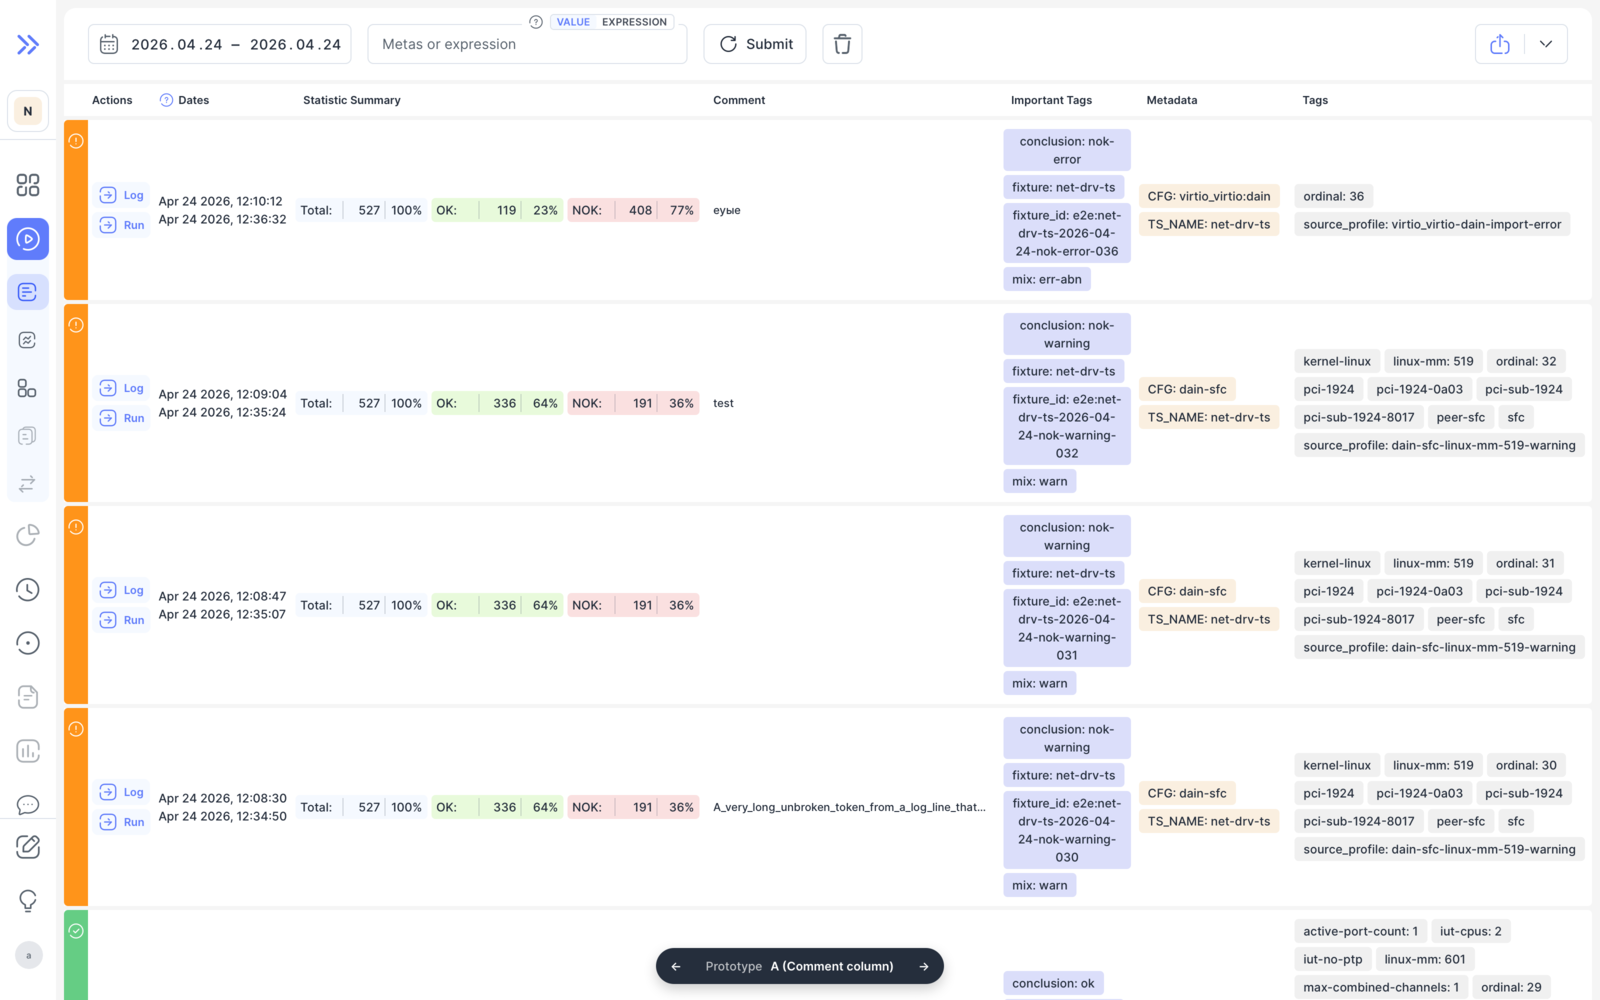 VALUE EXPRESSION
2026.04.24 – 2026.04.24
Metas or expression
Submit
N
Actions
Dates
Statistic Summary
Comment
Important Tags
Metadata
Tags
Log
Run
Apr 24 2026, 12:10:12
Apr 24 2026, 12:36:32
Total: 527 100% OK: 119 23% NOK: 408 77%
еуые
conclusion: nok-
error
fixture: net-drv-ts
fixture_id: e2e:net-
drv-ts-2026-04-
24-nok-error-036
mix: err-abn
CFG: virtio_virtio:dain
TS_NAME: net-drv-ts
ordinal: 36
source_profile: virtio_virtio-dain-import-error
Log
Run
Apr 24 2026, 12:09:04
Apr 24 2026, 12:35:24
Total: 527 100% OK: 336 64% NOK: 191 36%
test
conclusion: nok-
warning
fixture: net-drv-ts
fixture_id: e2e:net-
drv-ts-2026-04-
24-nok-warning-
032
mix: warn
CFG: dain-sfc
TS_NAME: net-drv-ts
kernel-linux linux-mm: 519 ordinal: 32
pci-1924 pci-1924-0a03 pci-sub-1924
pci-sub-1924-8017 peer-sfc sfc
source_profile: dain-sfc-linux-mm-519-warning
Log
Run
Apr 24 2026, 12:08:47
Apr 24 2026, 12:35:07
Total: 527 100% OK: 336 64% NOK: 191 36%
conclusion: nok-
warning
fixture: net-drv-ts
fixture_id: e2e:net-
drv-ts-2026-04-
24-nok-warning-
031
mix: warn
CFG: dain-sfc
TS_NAME: net-drv-ts
kernel-linux linux-mm: 519 ordinal: 31
pci-1924 pci-1924-0a03 pci-sub-1924
pci-sub-1924-8017 peer-sfc sfc
source_profile: dain-sfc-linux-mm-519-warning
Log
Run
Apr 24 2026, 12:08:30
Apr 24 2026, 12:34:50
Total: 527 100% OK: 336 64% NOK: 191 36%
A_very_long_unbroken_token_from_a_log_line_that...
conclusion: nok-
warning
fixture: net-drv-ts
fixture_id: e2e:net-
drv-ts-2026-04-
24-nok-warning-
030
mix: warn
CFG: dain-sfc
TS_NAME: net-drv-ts
kernel-linux linux-mm: 519 ordinal: 30
pci-1924 pci-1924-0a03 pci-sub-1924
pci-sub-1924-8017 peer-sfc sfc
source_profile: dain-sfc-linux-mm-519-warning
conclusion: ok
active-port-count: 1 iut-cpus: 2
iut-no-ptp linux-mm: 601
max-combined-channels: 1 ordinal: 29
← Prototype A (Comment column) →
a